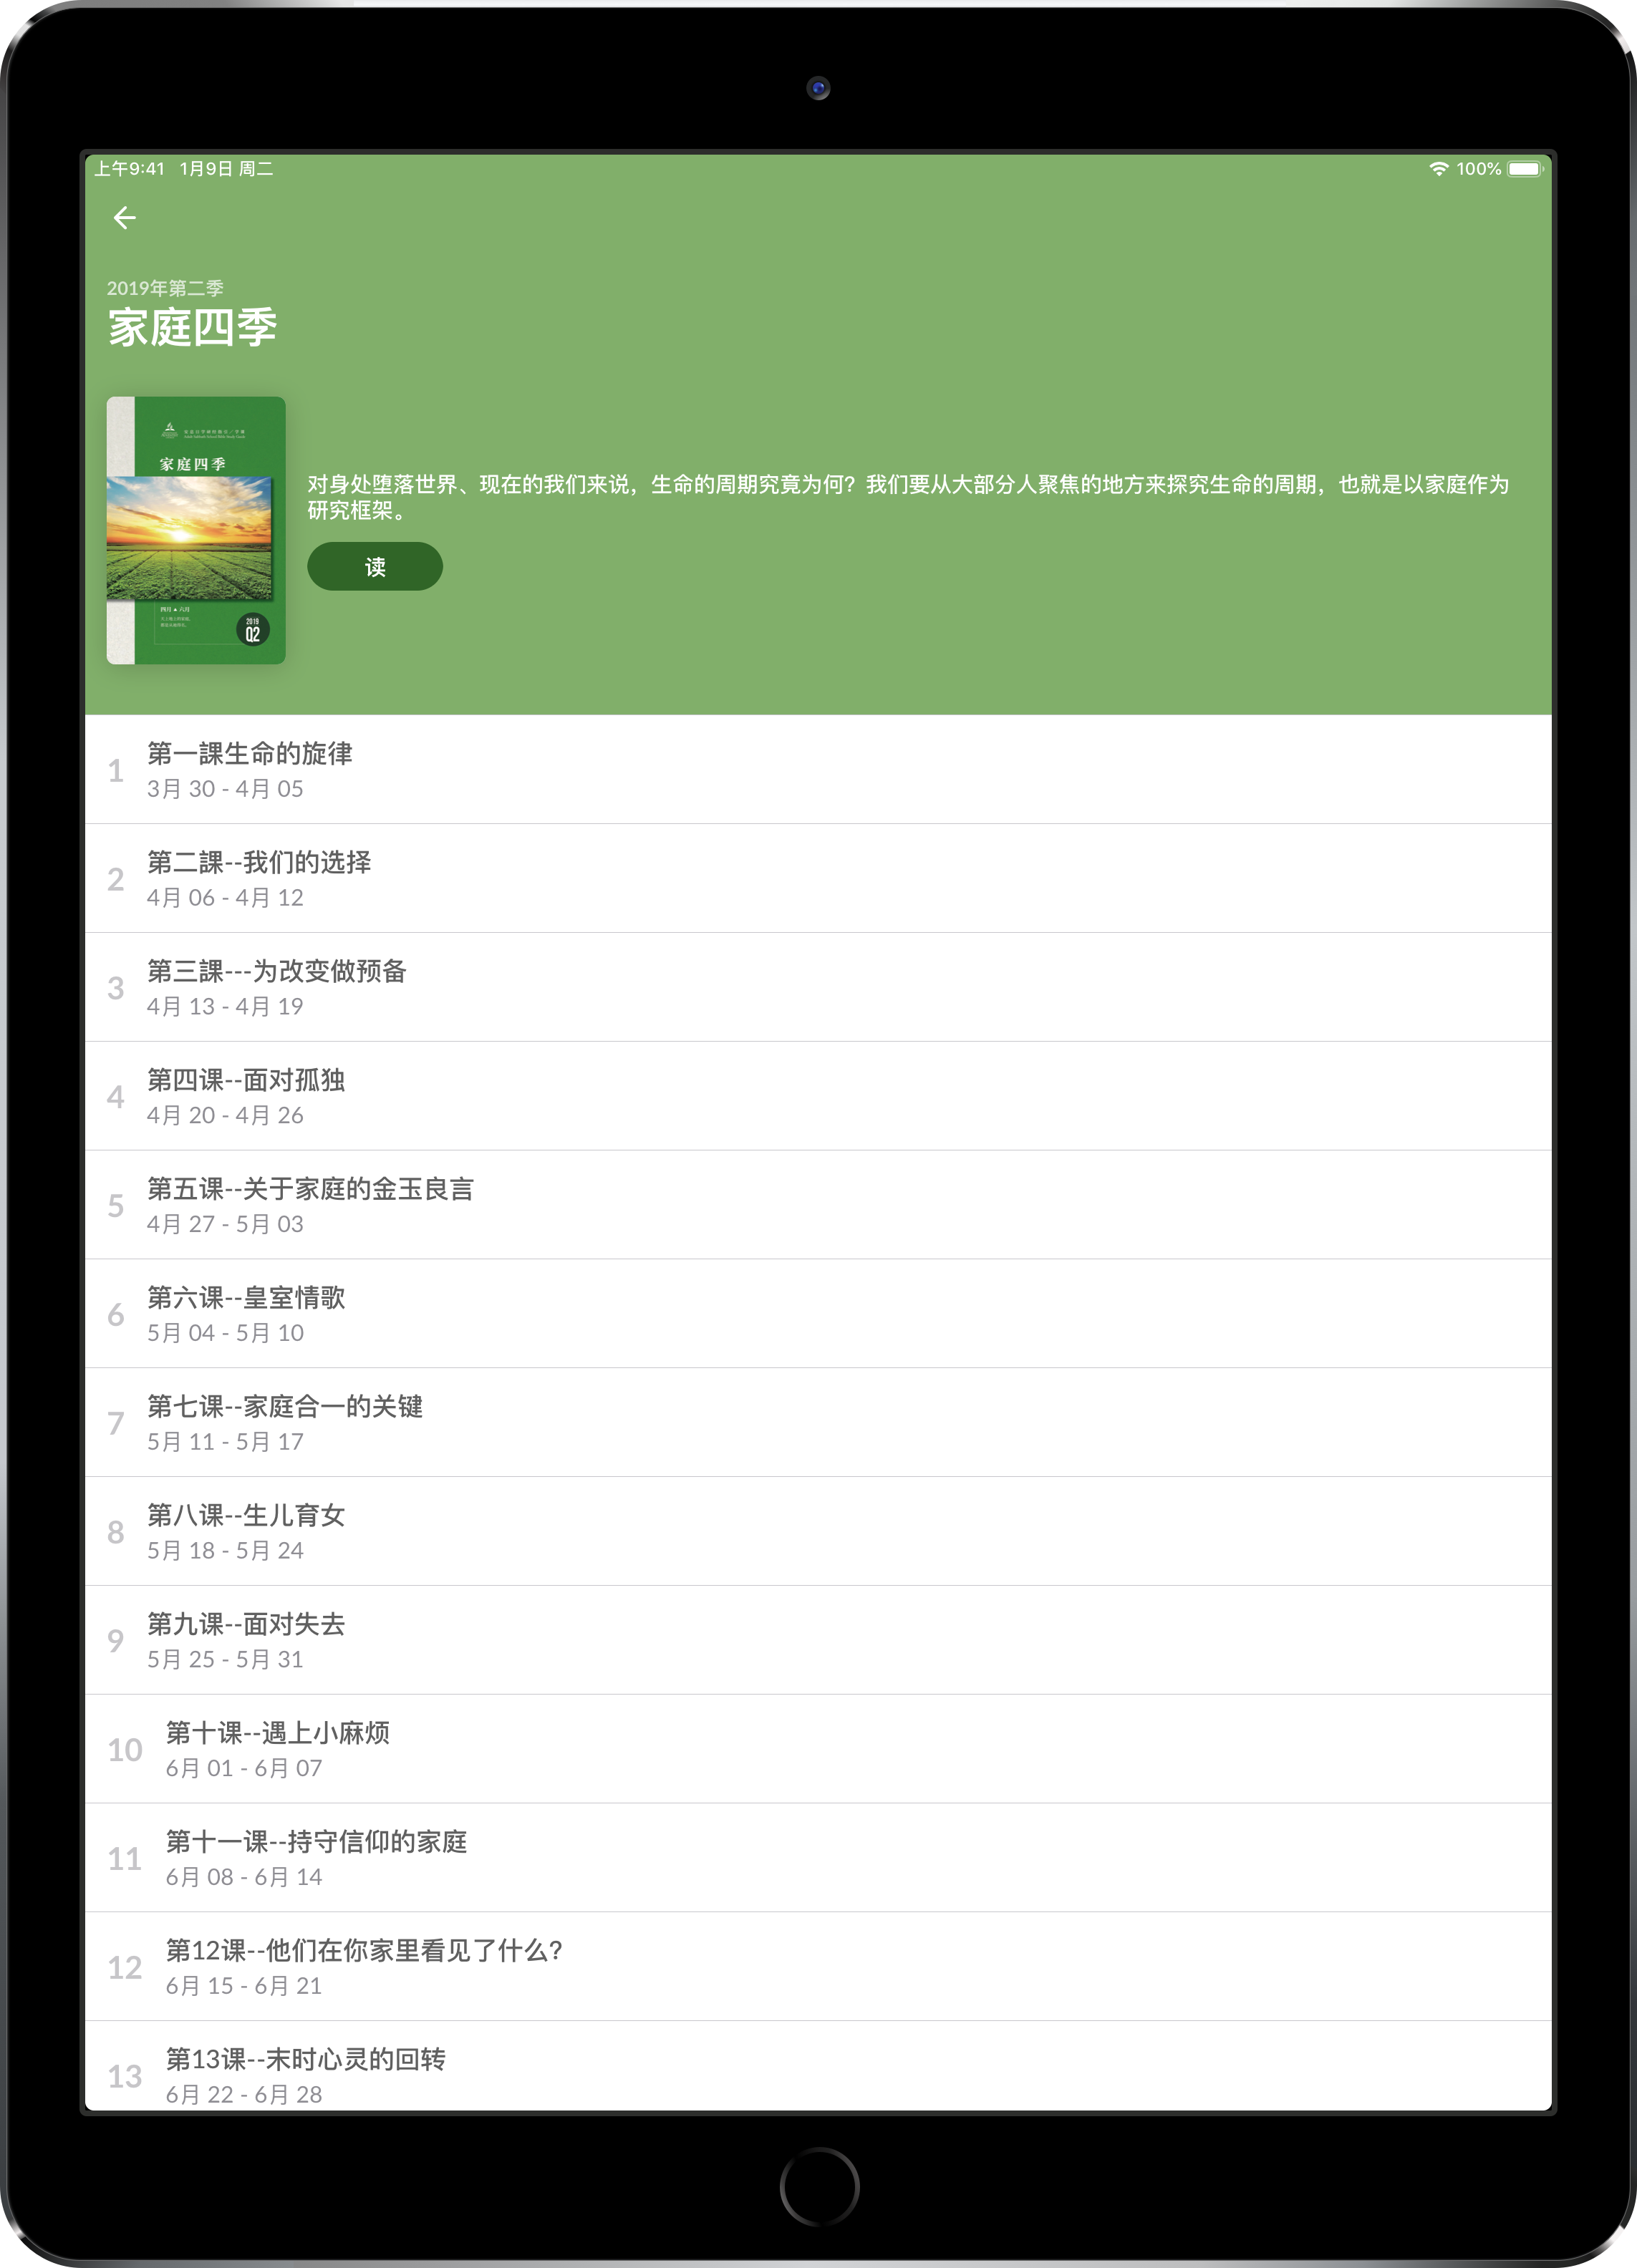 上午9:41 1月9日 周二
100%
2019年第二季
家庭四季
家庭四季
四月 ▲ 六月
2019
Q2
对身处堕落世界、现在的我们来说，生命的周期究竟为何？我们要从大部分人聚焦的地方来探究生命的周期，也就是以家庭作为
研究框架。
读
1
第一課生命的旋律
3月 30 - 4月 05
2
第二課--我们的选择
4月 06 - 4月 12
3
第三課---为改变做预备
4月 13 - 4月 19
4
第四课--面对孤独
4月 20 - 4月 26
5
第五课--关于家庭的金玉良言
4月 27 - 5月 03
6
第六课--皇室情歌
5月 04 - 5月 10
7
第七课--家庭合一的关键
5月 11 - 5月 17
8
第八课--生儿育女
5月 18 - 5月 24
9
第九课--面对失去
5月 25 - 5月 31
10
第十课--遇上小麻烦
6月 01 - 6月 07
11
第十一课--持守信仰的家庭
6月 08 - 6月 14
12
第12课--他们在你家里看见了什么?
6月 15 - 6月 21
13
第13课--末时心灵的回转
6月 22 - 6月 28